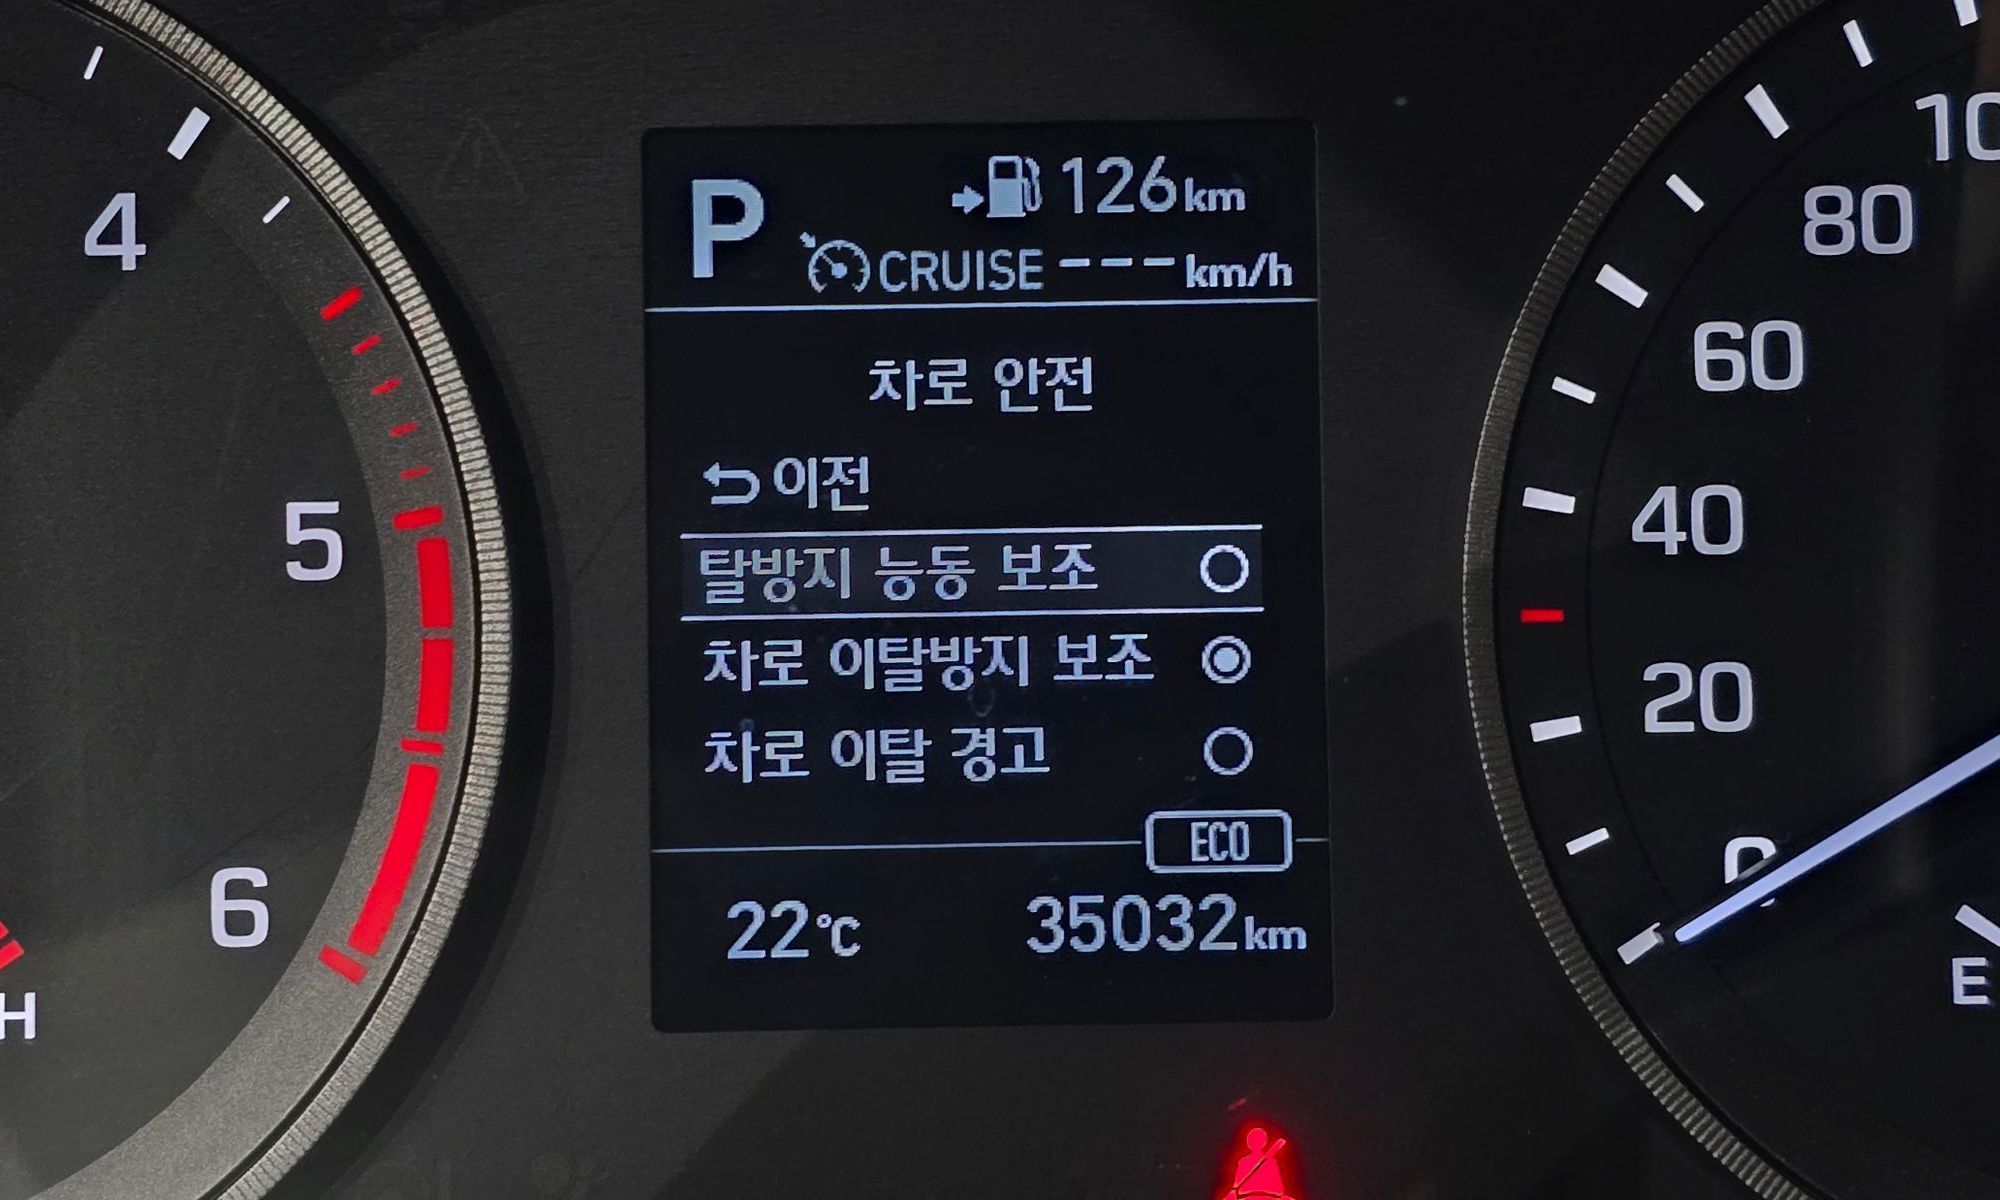 P
126km
CRUISE ---km/h
차로 안전
이전
탈방지 능동 보조
차로 이탈방지 보조
차로 이탈 경고
ECO
22℃
35032km
4
5
6
H
100
80
60
40
20
0
E